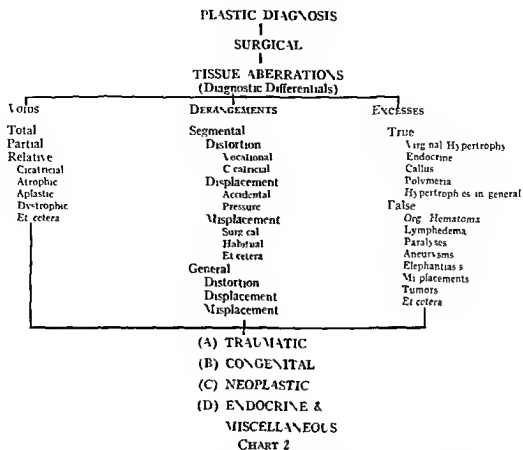 PLASTIC DIAGNOSIS
SURGICAL
TISSUE ABERRATIONS
(Diagnostic Differentials)
VOIDS
Total
Partial
Relative
Cicatricial
Atrophic
Aplastic
Dystrophic
Et cetera
DERANGEMENTS
Segmental
Distortion
Vocational
Cicatricial
Displacement
Accidental
Pressure
Misplacement
Surgical
Habitual
Et cetera
General
Distortion
Displacement
Misplacement
EXCESSES
True
Virginal Hypertrophy
Endocrine
Callus
Polymeria
Hypertrophies in general
False
Org Hematoma
Lymphedema
Paralyses
Aneurysms
Elephantiasis
Misplacements
Tumors
Et cetera
(A) TRAUMATIC
(B) CONGENITAL
(C) NEOPLASTIC
(D) ENDOCRINE &
MISCELLANEOUS
CHART 2